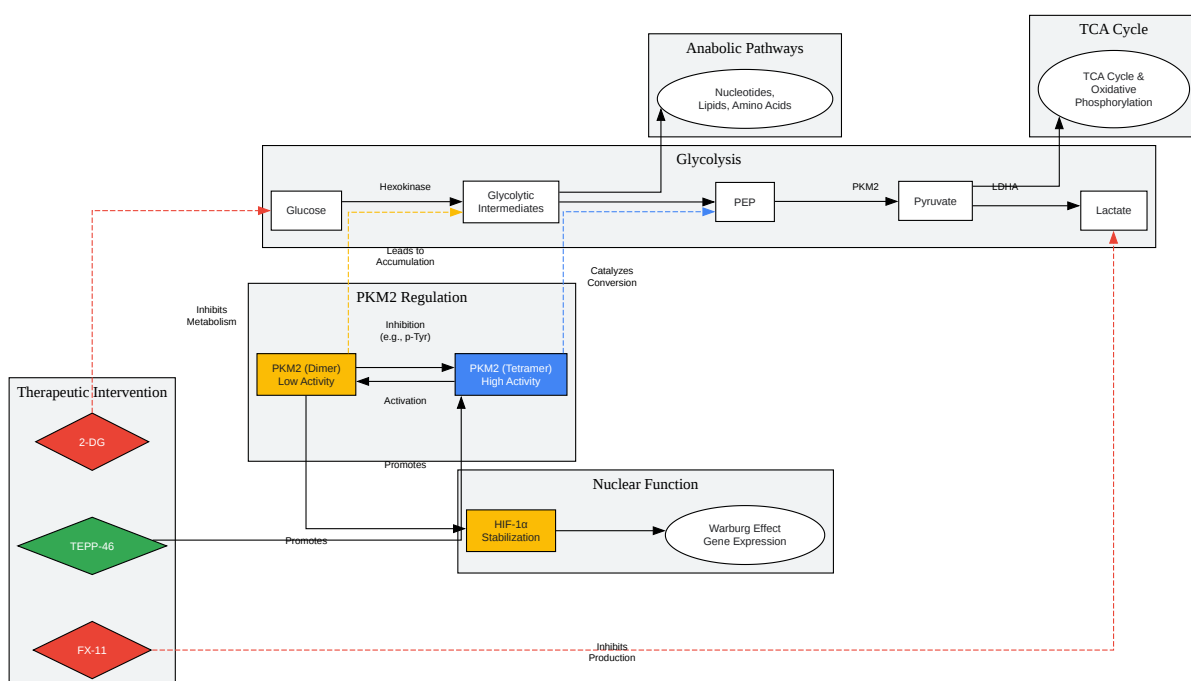 TCA Cycle
TCA Cycle &
Oxidative
Phosphorylation
Anabolic Pathways
Nucleotides,
Lipids, Amino Acids
Glycolysis
Glucose
Hexokinase
Glycolytic
Intermediates
PEP
PKM2
Pyruvate
LDHA
Lactate
Leads to
Accumulation
Catalyzes
Conversion
Inhibits
Metabolism
PKM2 Regulation
Inhibition
(e.g., p-Tyr)
PKM2 (Dimer)
Low Activity
PKM2 (Tetramer)
High Activity
Activation
Promotes
Therapeutic Intervention
2-DG
TEPP-46
FX-11
Promotes
Nuclear Function
HIF-1α
Stabilization
Warburg Effect
Gene Expression
Inhibits
Production